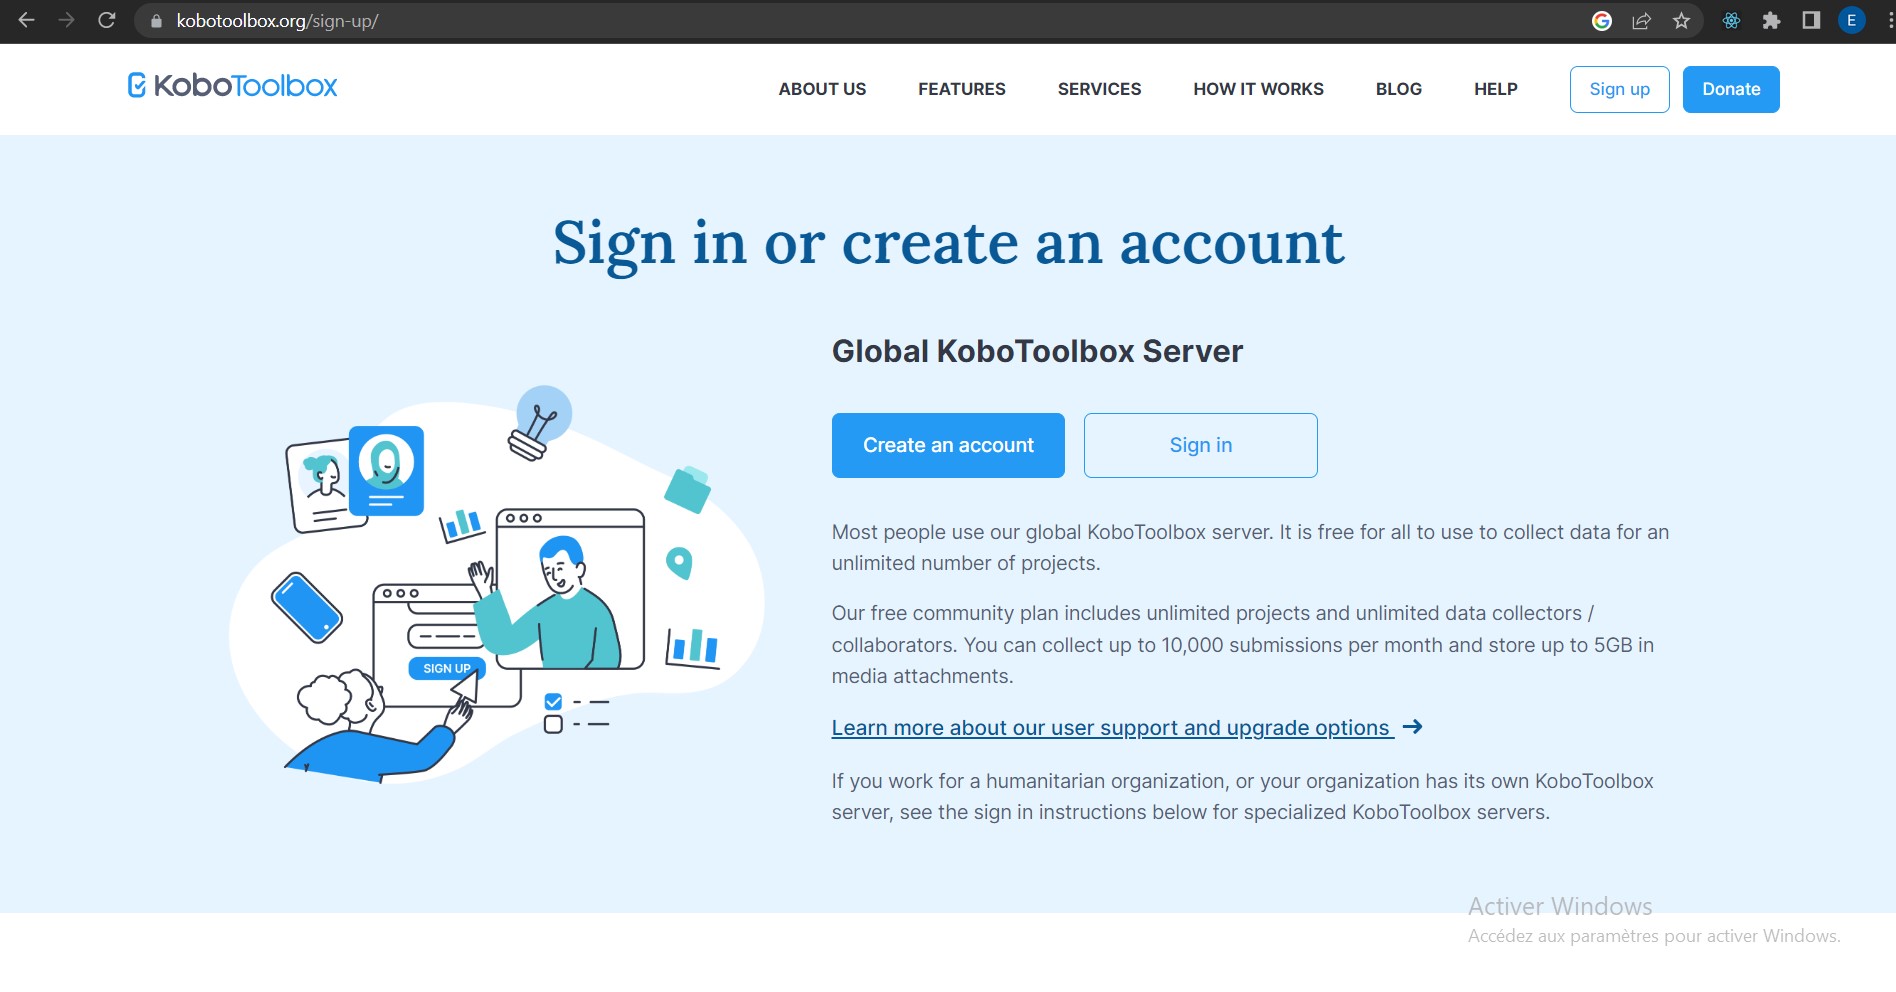 kobotoolbox.org/sign-up/
E
KoboToolbox
ABOUT US
FEATURES
SERVICES
HOW IT WORKS
BLOG
HELP
Sign up
Donate
Sign in or create an account
Global KoboToolbox Server
Create an account
Sign in
Most people use our global KoboToolbox server. It is free for all to use to collect data for an
unlimited number of projects.
Our free community plan includes unlimited projects and unlimited data collectors /
collaborators. You can collect up to 10,000 submissions per month and store up to 5GB in
media attachments.
Learn more about our user support and upgrade options →
If you work for a humanitarian organization, or your organization has its own KoboToolbox
server, see the sign in instructions below for specialized KoboToolbox servers.
SIGN UP
Activer Windows
Accédez aux paramètres pour activer Windows.